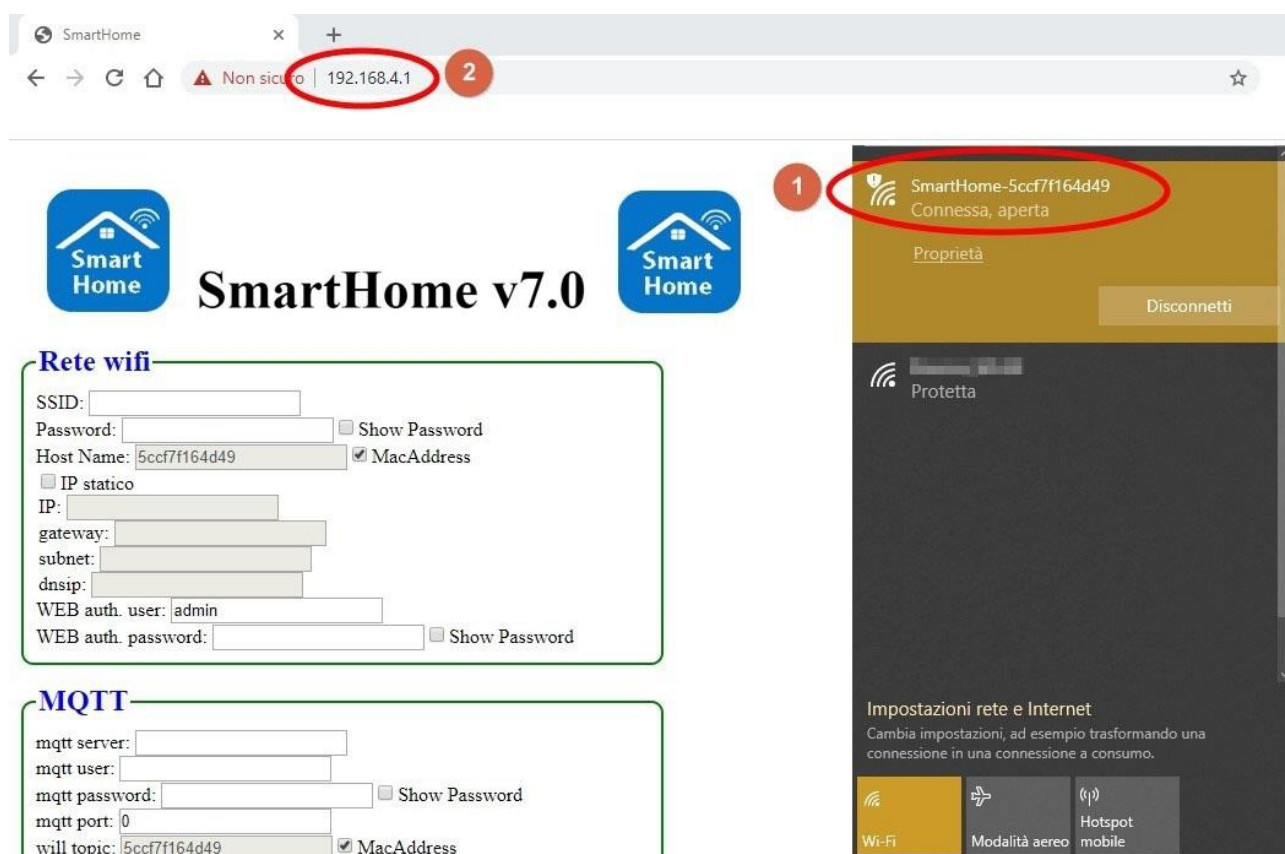 SmartHome
Non sicuro | 192.168.4.1
2
1
SmartHome-5ccf7f164d49
Connessa, aperta
Proprietà
Disconnetti
Protetta
Smart
Home
SmartHome v7.0
Smart
Home
Rete wifi
SSID:
Password: Show Password
Host Name: 5ccf7f164d49 MacAddress
IP statico
IP:
gateway:
subnet:
dnsip:
WEB auth. user: admin
WEB auth. password: Show Password
MQTT
mqtt server:
mqtt user:
mqtt password: Show Password
mqtt port: 0
will topic: 5ccf7f164d49 MacAddress
Impostazioni rete e Internet
Cambia impostazioni, ad esempio trasformando una
connessione in una connessione a consumo.
Wi-Fi
Modalità aereo
Hotspot
mobile